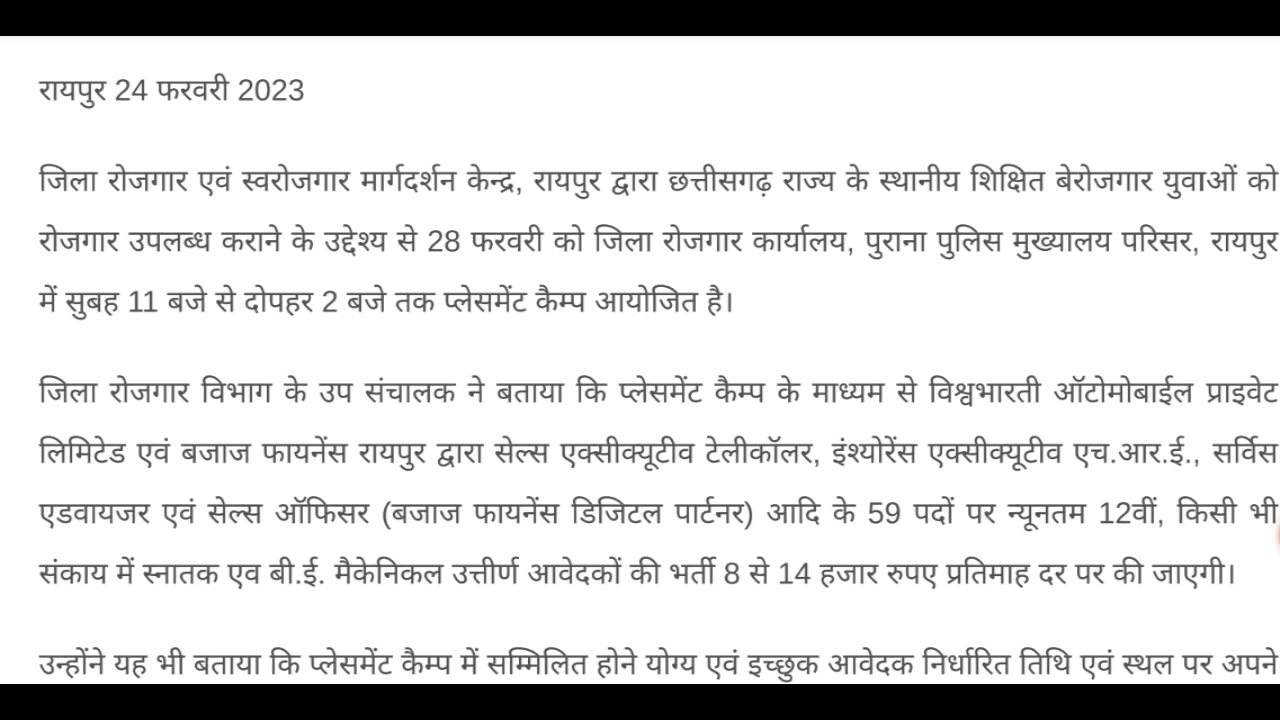 रायपुर 24 फरवरी 2023
जिला रोजगार एवं स्वरोजगार मार्गदर्शन केन्द्र, रायपुर द्वारा छत्तीसगढ़ राज्य के स्थानीय शिक्षित बेरोजगार युवाओं को
रोजगार उपलब्ध कराने के उद्देश्य से 28 फरवरी को जिला रोजगार कार्यालय, पुराना पुलिस मुख्यालय परिसर, रायपुर
में सुबह 11 बजे से दोपहर 2 बजे तक प्लेसमेंट कैम्प आयोजित है।
जिला रोजगार विभाग के उप संचालक ने बताया कि प्लेसमेंट कैम्प के माध्यम से विश्वभारती ऑटोमोबाईल प्राइवेट
लिमिटेड एवं बजाज फायनेंस रायपुर द्वारा सेल्स एक्सीक्यूटीव टेलीकॉलर, इंश्योरेंस एक्सीक्यूटीव एच.आर.ई., सर्विस
एडवायजर एवं सेल्स ऑफिसर (बजाज फायनेंस डिजिटल पार्टनर) आदि के 59 पदों पर न्यूनतम 12वीं, किसी भी
संकाय में स्नातक एव बी.ई. मैकेनिकल उत्तीर्ण आवेदकों की भर्ती 8 से 14 हजार रुपए प्रतिमाह दर पर की जाएगी।
उन्होंने यह भी बताया कि प्लेसमेंट कैम्प में सम्मिलित होने योग्य एवं इच्छुक आवेदक निर्धारित तिथि एवं स्थल पर अपने